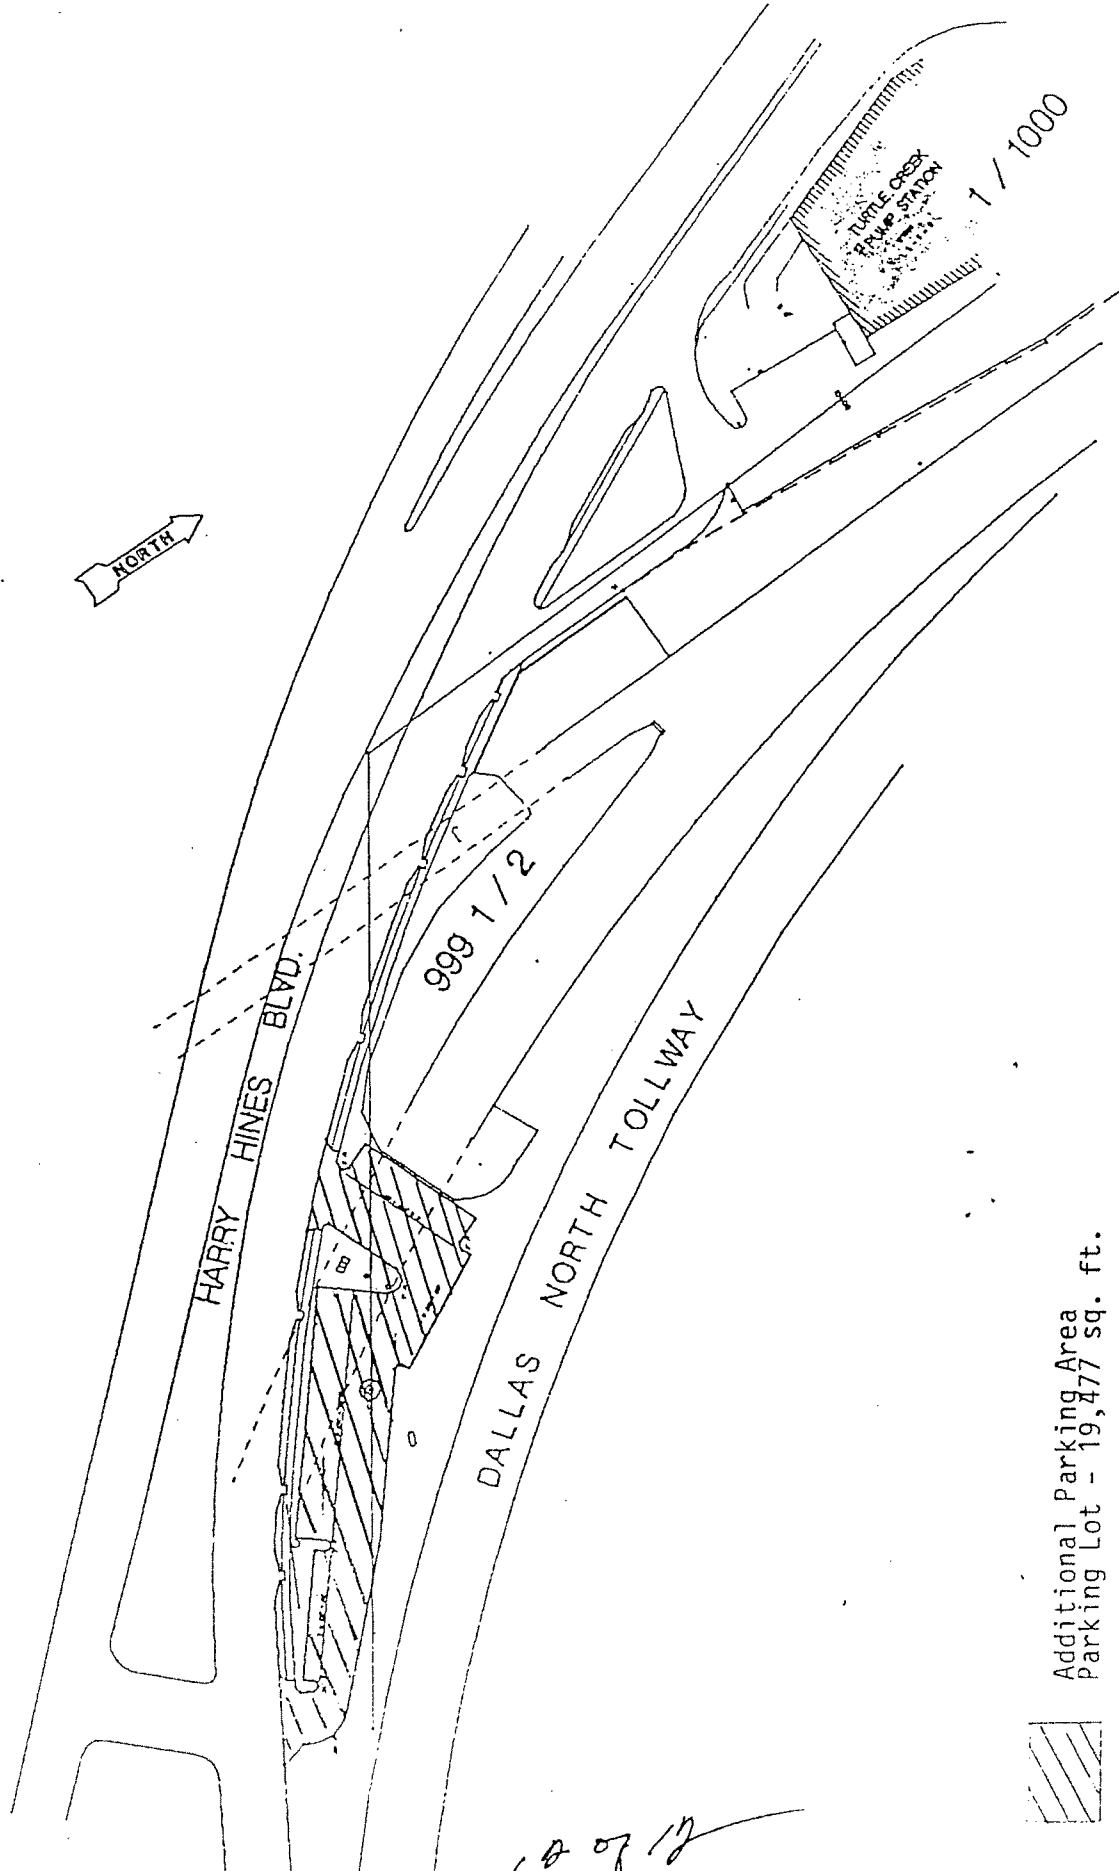 NORTH
HARRY HINES BLVD.
TURTLE CREEK
PUMP STATION
1 / 1000
999 1 / 2
DALLAS NORTH TOLLWAY
Additional Parking Area
Parking Lot - 19,477 sq. ft.